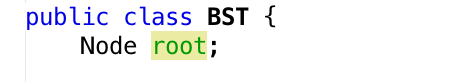 public class BST {
    Node root;